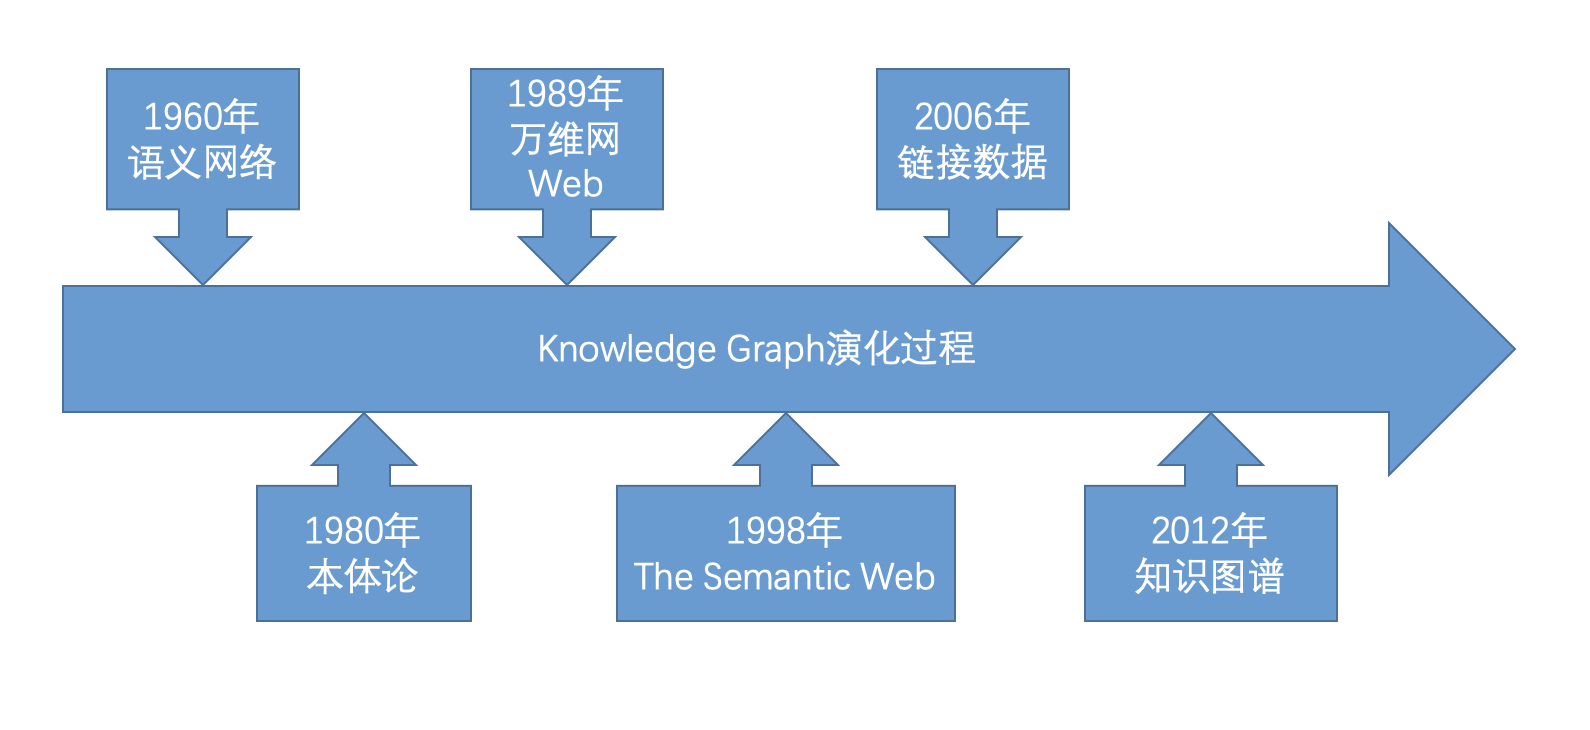 1960年
语义网络
1989年
万维网
Web
2006年
链接数据
Knowledge Graph演化过程
1980年
本体论
1998年
The Semantic Web
2012年
知识图谱